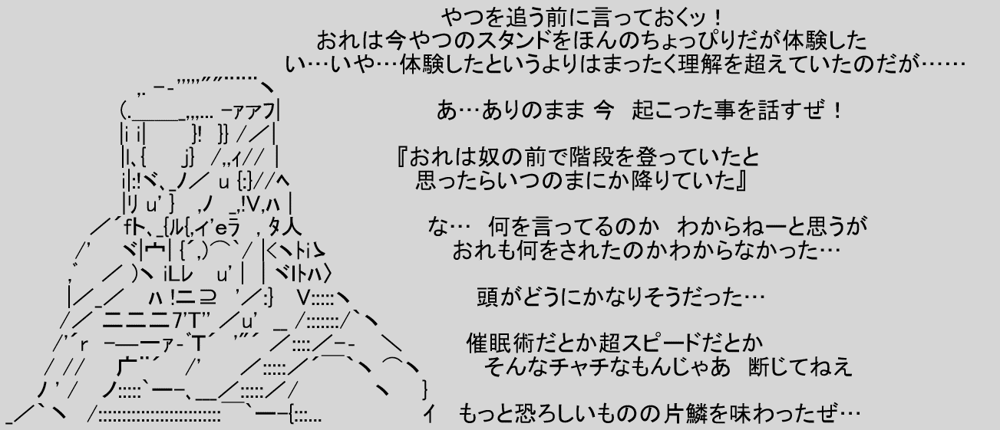 やつを追う前に言っておくッ！
おれは今やつのスタンドをほんのちょっぴりだが体験した
い…いや…体験したというよりはまったく理解を超えていたのだが……
あ…ありのまま 今　起こった事を話すぜ！
『おれは奴の前で階段を登っていたと
思ったらいつのまにか降りていた』
な…　何を言ってるのか　わからねーと思うが
おれも何をされたのかわからなかった…
頭がどうにかなりそうだった…
催眠術だとか超スピードだとか
そんなチャチなもんじゃあ　断じてねえ
もっと恐ろしいものの片鱗を味わったぜ…